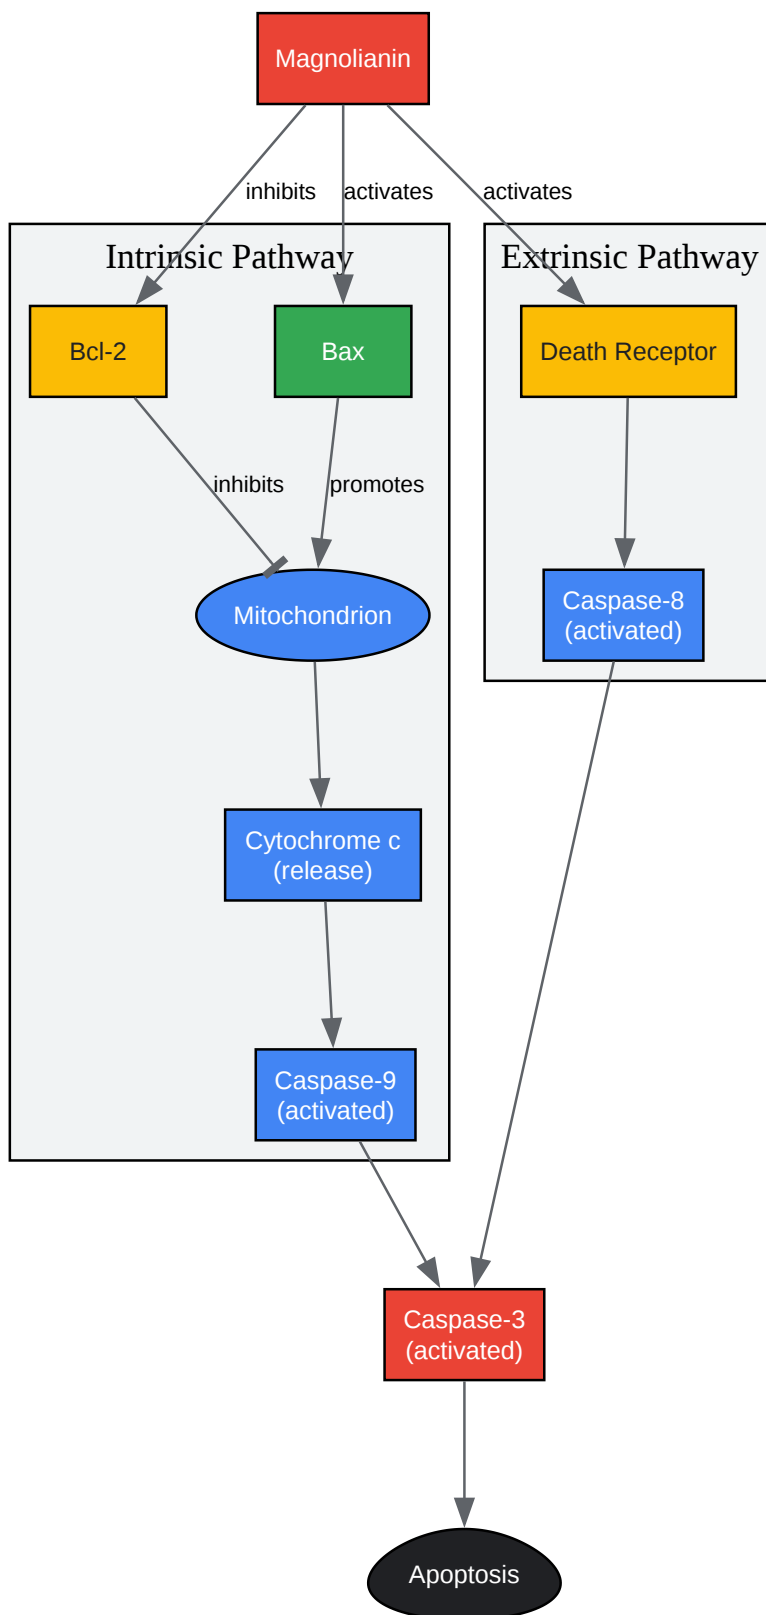 Magnolianin
inhibits
activates
activates
Intrinsic Pathway
Extrinsic Pathway
Bcl-2
Bax
Death Receptor
inhibits
promotes
Mitochondrion
Caspase-8
(activated)
Cytochrome c
(release)
Caspase-9
(activated)
Caspase-3
(activated)
Apoptosis